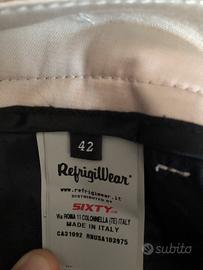 42
RefrigiWear®
www.refrigiwear.it
DISTRIBUTED BY
SIXTY
via ROMA 11 COLONNELLA (TE) ITALY
MADE IN ITALY
CA21092 RNUSA103975
subito